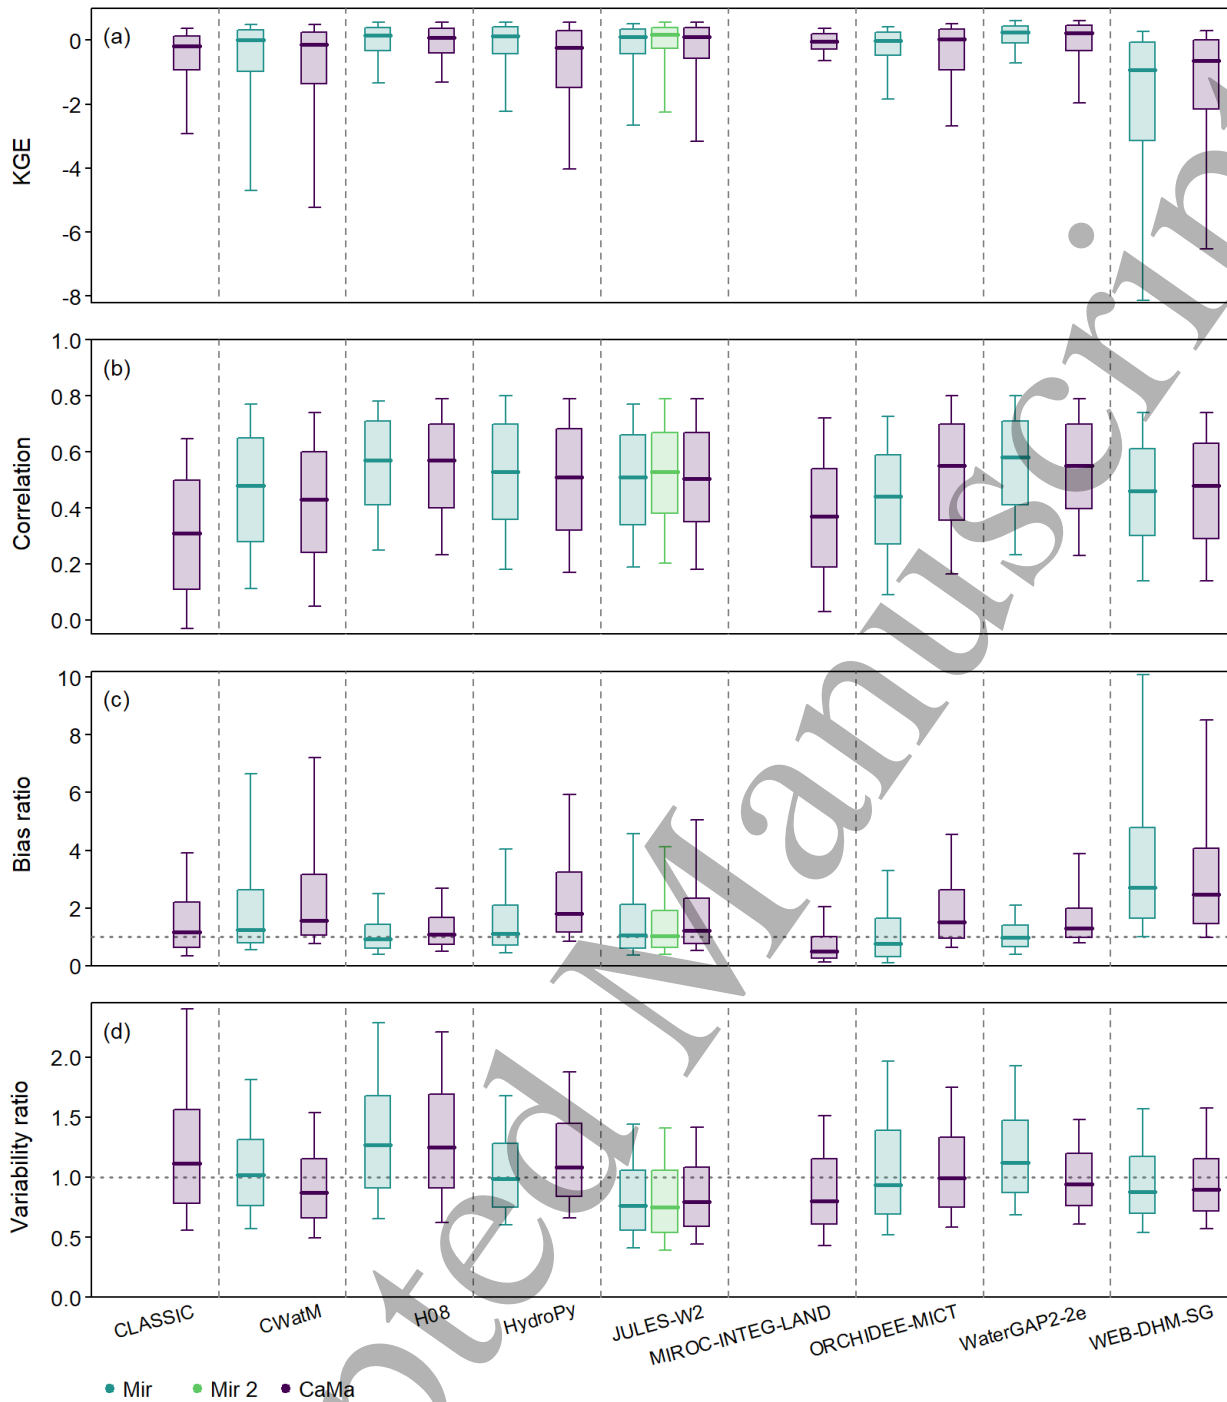 (a)
KGE
0
-2
-4
-6
-8
(b)
Correlation
1.0
0.8
0.6
0.4
0.2
0.0
(c)
Bias ratio
10
8
6
4
2
0
(d)
Variability ratio
2.0
1.5
1.0
0.5
0.0
CLASSIC
CWatM
H08
HydroPy
JULES-W2
MIROC-INTEG-LAND
ORCHIDEE-MICT
WaterGAP2-2e
WEB-DHM-SG
Mir Mir 2 CaMa
pted Manuscrip